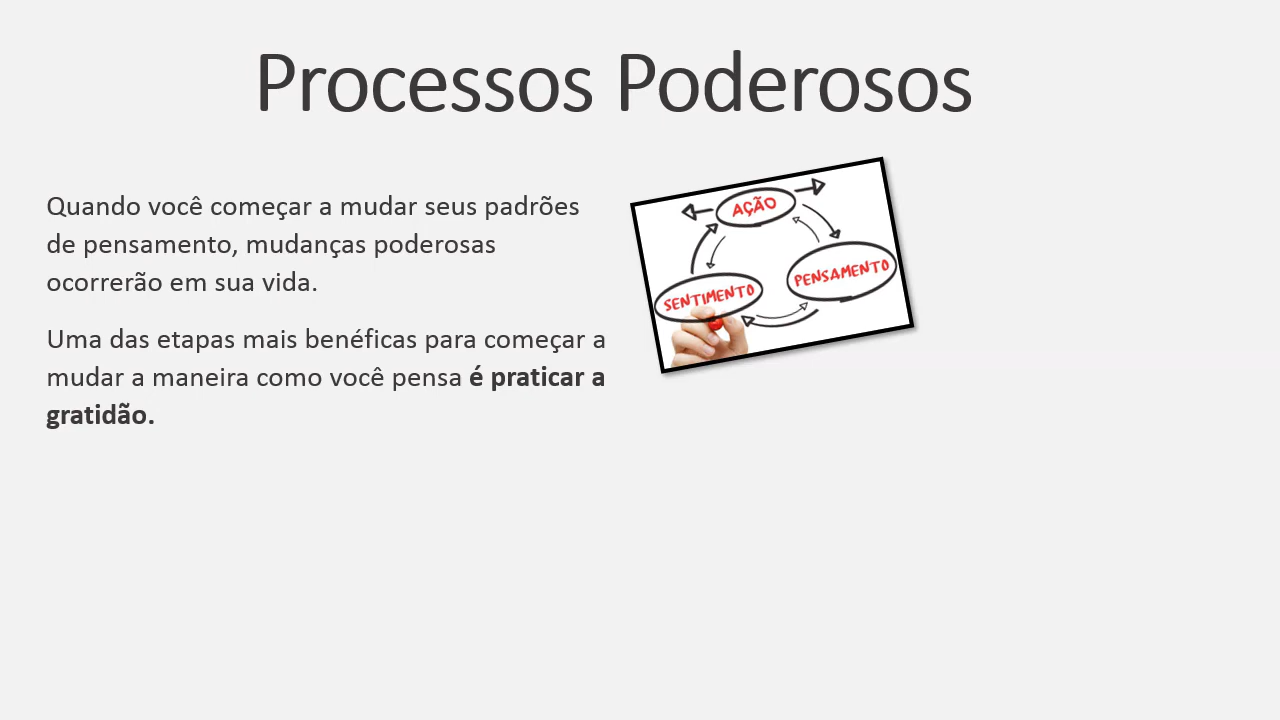 Processos Poderosos
Quando você começar a mudar seus padrões
de pensamento, mudanças poderosas
ocorrerão em sua vida.
Uma das etapas mais benéficas para começar a
mudar a maneira como você pensa é praticar a
gratidão.
AÇÃO
PENSAMENTO
SENTIMENTO